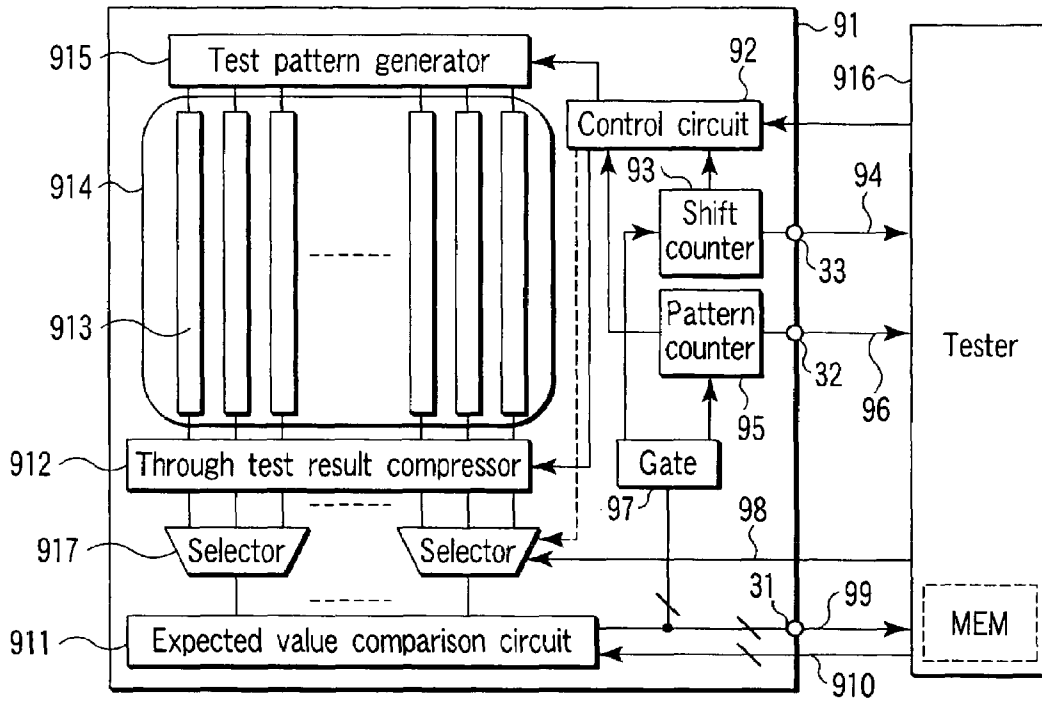 915
Test pattern generator
91
92
916
Control circuit
93
94
914
Shift
counter
33
913
Pattern
counter
Tester
32
96
95
912
Through test result compressor
Gate
97
98
917
Selector
Selector
31
99
911
Expected value comparison circuit
MEM
910